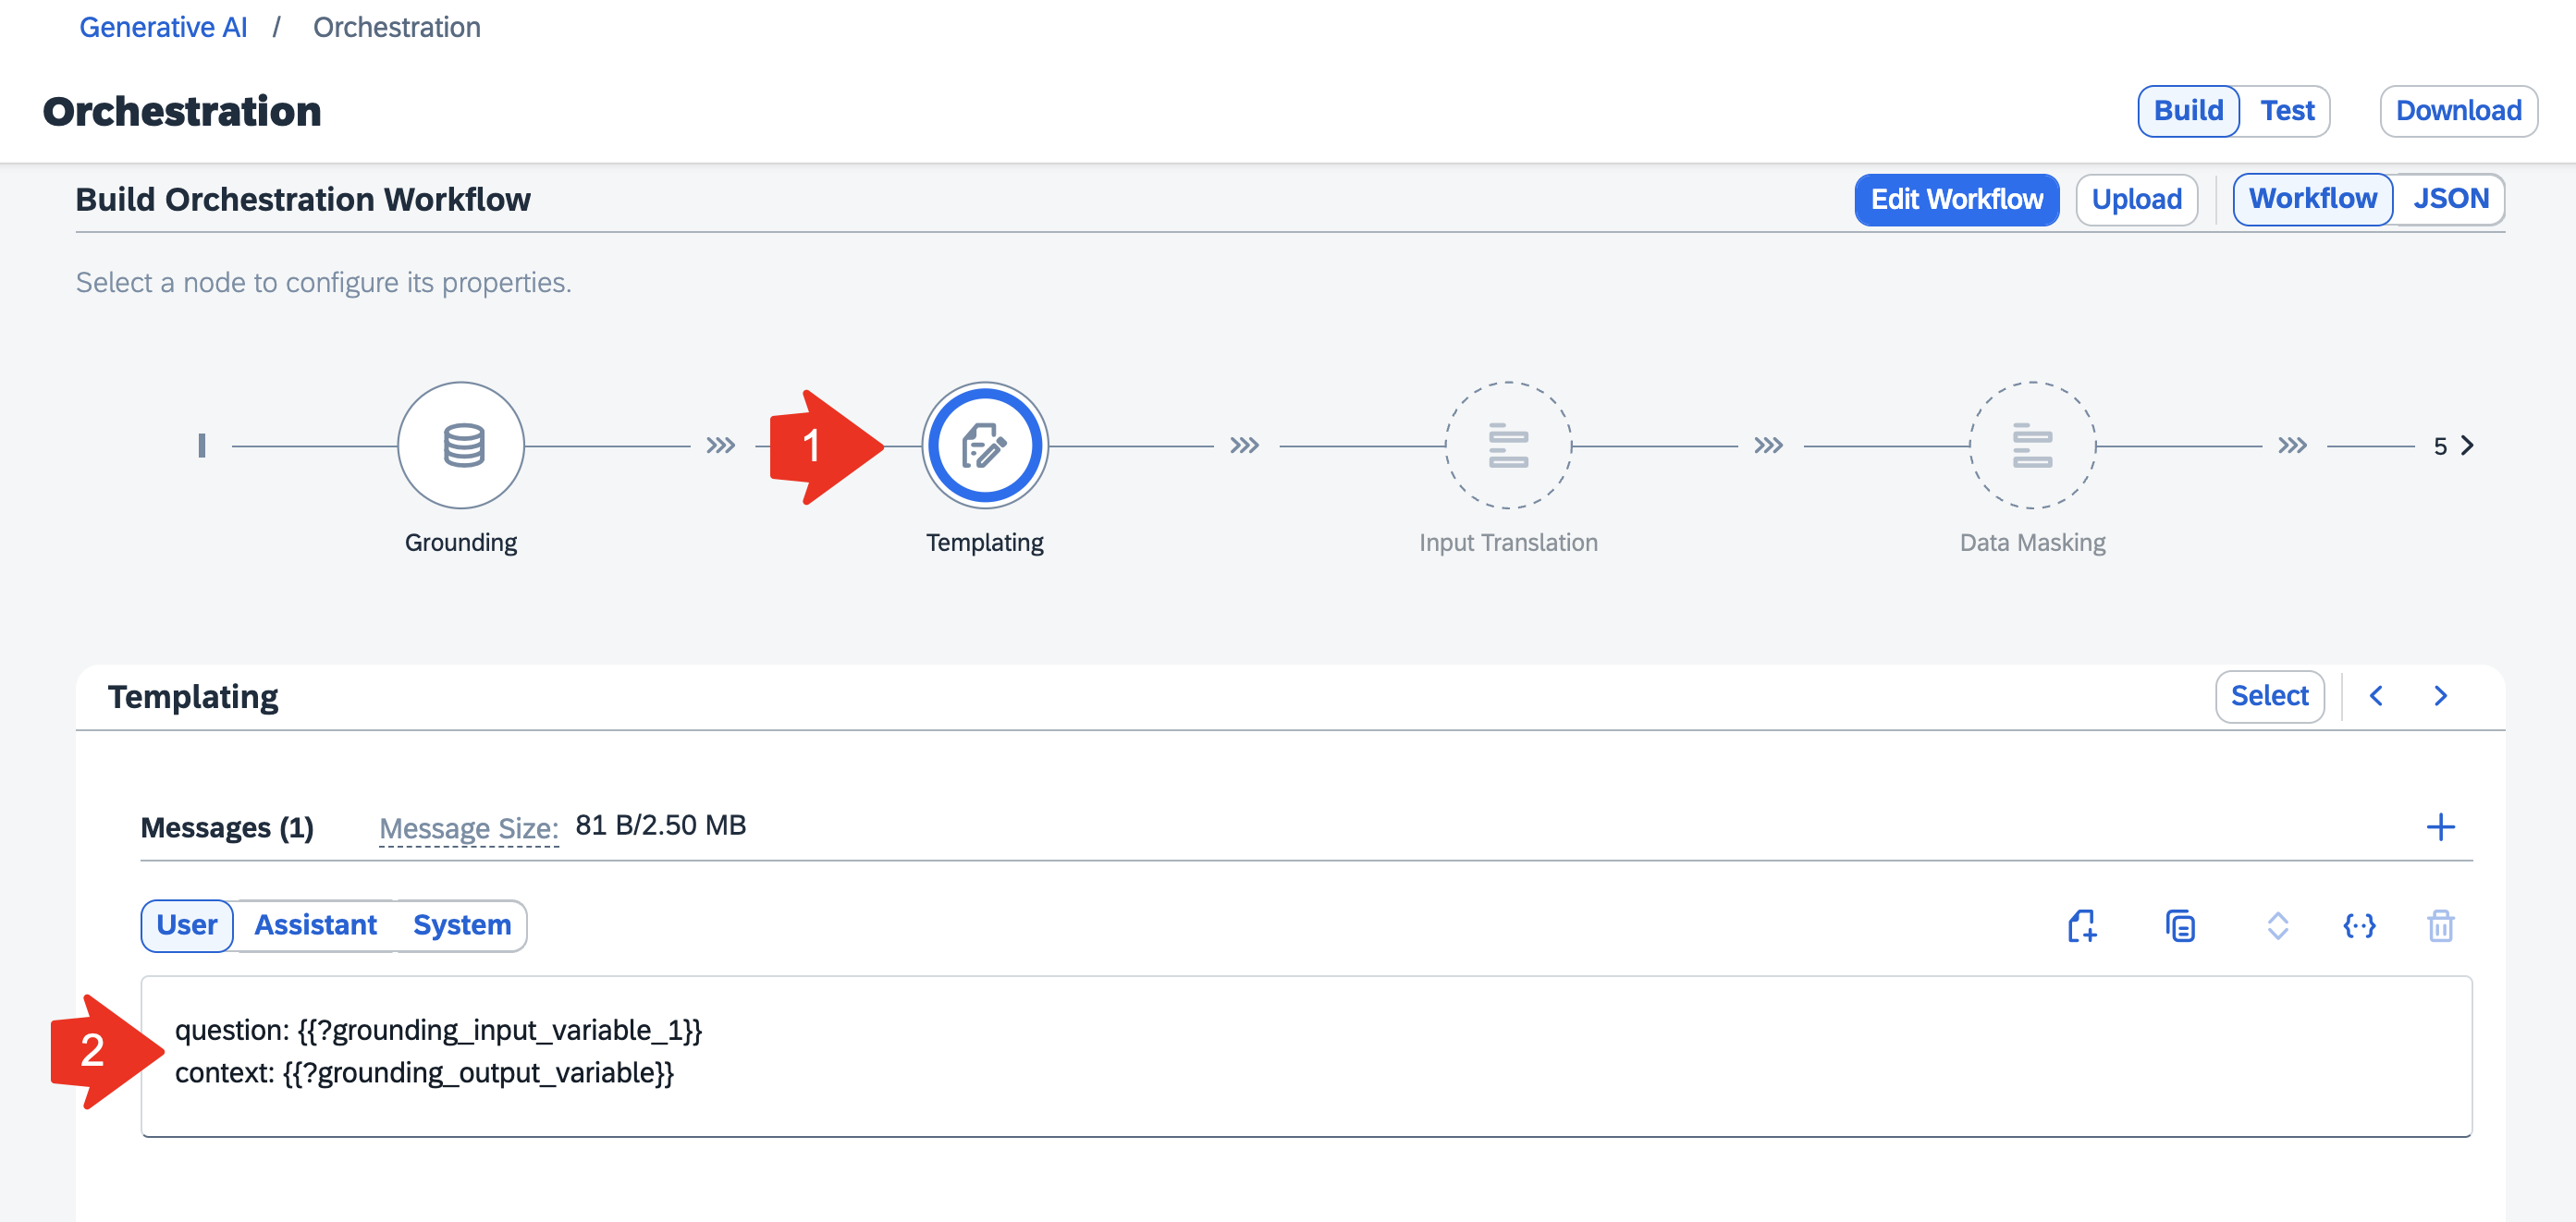 Generative AI / Orchestration
Orchestration
Build Test Download
Build Orchestration Workflow
Edit Workflow Upload Workflow JSON
Select a node to configure its properties.
1
5
Grounding Templating Input Translation Data Masking
Templating
Select
Messages (1) Message Size: 81 B/2.50 MB
User Assistant System
2
question: {{?grounding_input_variable_1}}
context: {{?grounding_output_variable}}